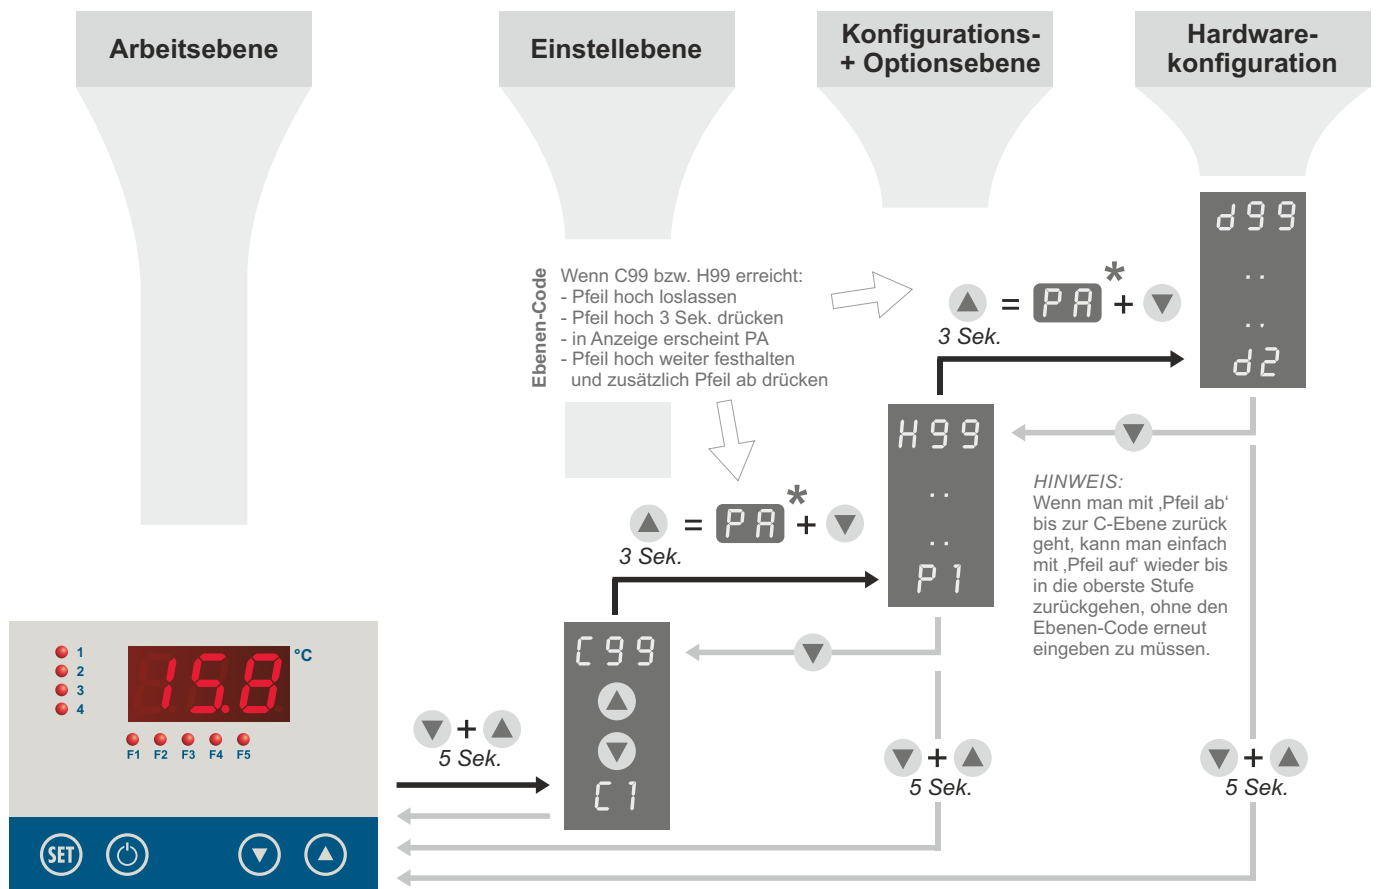 Arbeitsebene
Einstellebene
Konfigurations-
+ Optionsebene
Hardware-
konfiguration
d99
..
..
d2
Ebenen-Code
Wenn C99 bzw. H99 erreicht:
- Pfeil hoch loslassen
- Pfeil hoch 3 Sek. drücken
- in Anzeige erscheint PA
- Pfeil hoch weiter festhalten
und zusätzlich Pfeil ab drücken
= PA * +
3 Sek.
H99
..
..
P1
HINWEIS:
Wenn man mit ‚Pfeil ab‘
bis zur C-Ebene zurück
geht, kann man einfach
mit ‚Pfeil auf‘ wieder bis
in die oberste Stufe
zurückgehen, ohne den
Ebenen-Code erneut
eingeben zu müssen.
= PA * +
3 Sek.
C99
C1
1
2
3
4
15.8
°C
F1 F2 F3 F4 F5
SET
+
5 Sek.
+
5 Sek.
+
5 Sek.